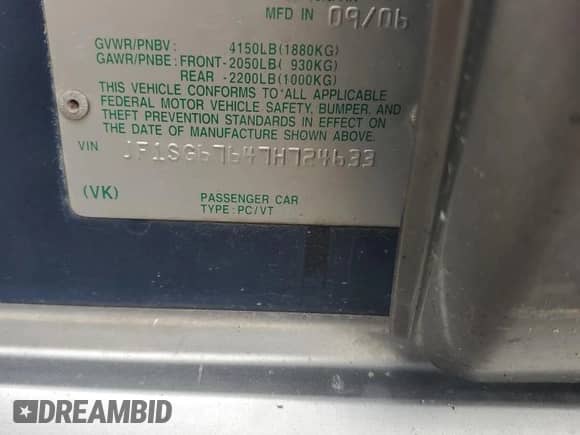 MFD IN 09/06
GVWR/PNBV: 4150LB(1880KG)
GAWR/PNBE: FRONT-2050LB( 930KG)
REAR -2200LB(1000KG)
THIS VEHICLE CONFORMS TO ALL APPLICABLE
FEDERAL MOTOR VEHICLE SAFETY, BUMPER, AND
THEFT PREVENTION STANDARDS IN EFFECT ON
THE DATE OF MANUFACTURE SHOWN ABOVE.
VIN JF1SG67647H724633
(VK) PASSENGER CAR
TYPE:PC/VT
DREAMBID